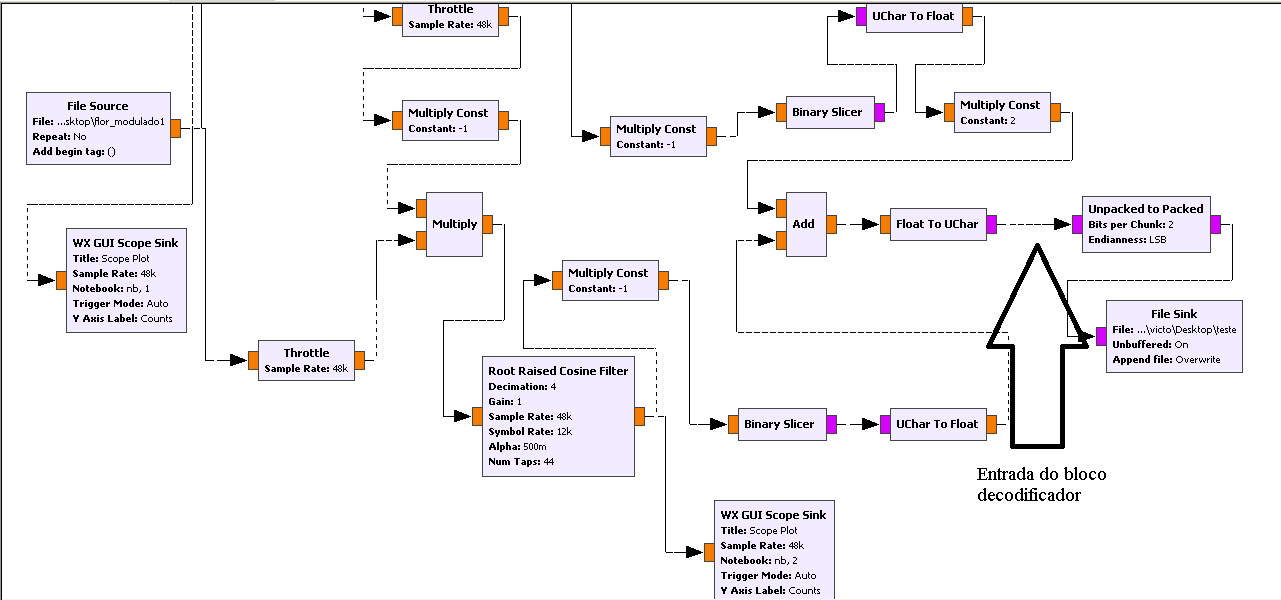 Throttle
Sample Rate: 48k
UChar To Float
File Source
File: ...sktop\flor_modulado1
Repeat: No
Add begin tag: ()
Multiply Const
Constant: -1
Multiply Const
Constant: -1
Binary Slicer
Multiply Const
Constant: 2
WX GUI Scope Sink
Title: Scope Plot
Sample Rate: 48k
Notebook: nb, 1
Trigger Mode: Auto
Y Axis Label: Counts
Multiply
Add
Float To UChar
Unpacked to Packed
Bits per Chunk: 2
Endianness: LSB
Multiply Const
Constant: -1
File Sink
File: ...\victo\Desktop\teste
Unbuffered: On
Append file: Overwrite
Throttle
Sample Rate: 48k
Root Raised Cosine Filter
Decimation: 4
Gain: 1
Sample Rate: 48k
Symbol Rate: 12k
Alpha: 500m
Num Taps: 44
Binary Slicer
UChar To Float
Entrada do bloco
decodificador
WX GUI Scope Sink
Title: Scope Plot
Sample Rate: 48k
Notebook: nb, 2
Trigger Mode: Auto
Y Axis Label: Counts